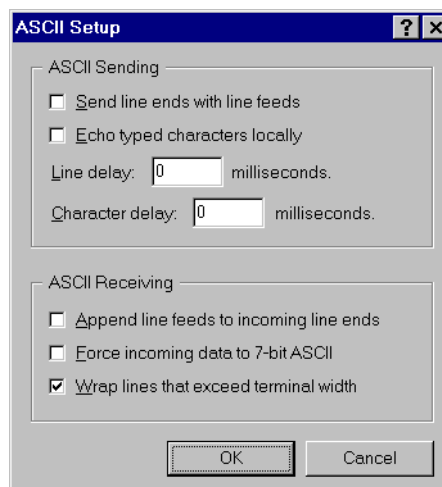 ASCII Setup
ASCII Sending
Send line ends with line feeds
Echo typed characters locally
Line delay: 0 milliseconds.
Character delay: 0 milliseconds.
ASCII Receiving
Append line feeds to incoming line ends
Force incoming data to 7-bit ASCII
Wrap lines that exceed terminal width
OK Cancel